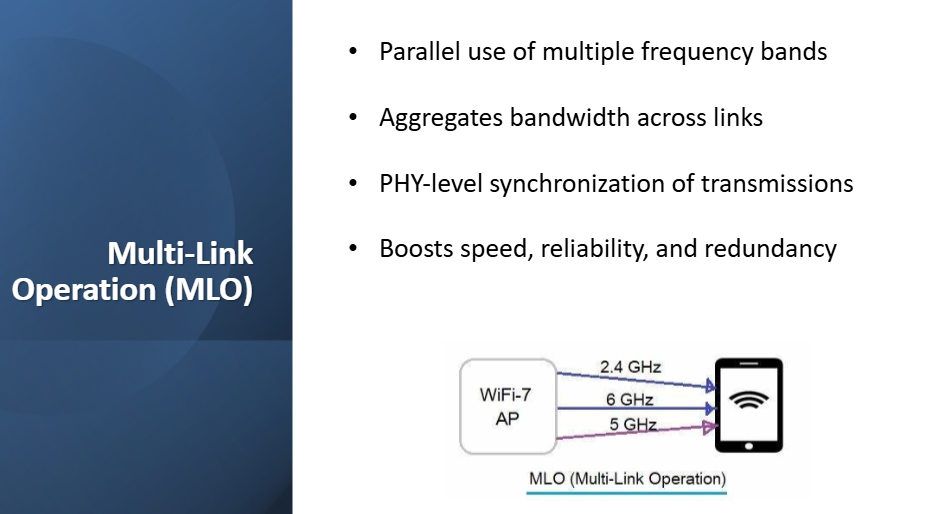 Multi-Link
Operation (MLO)
• Parallel use of multiple frequency bands
• Aggregates bandwidth across links
• PHY-level synchronization of transmissions
• Boosts speed, reliability, and redundancy
WiFi-7
AP
2.4 GHz
6 GHz
5 GHz
MLO (Multi-Link Operation)